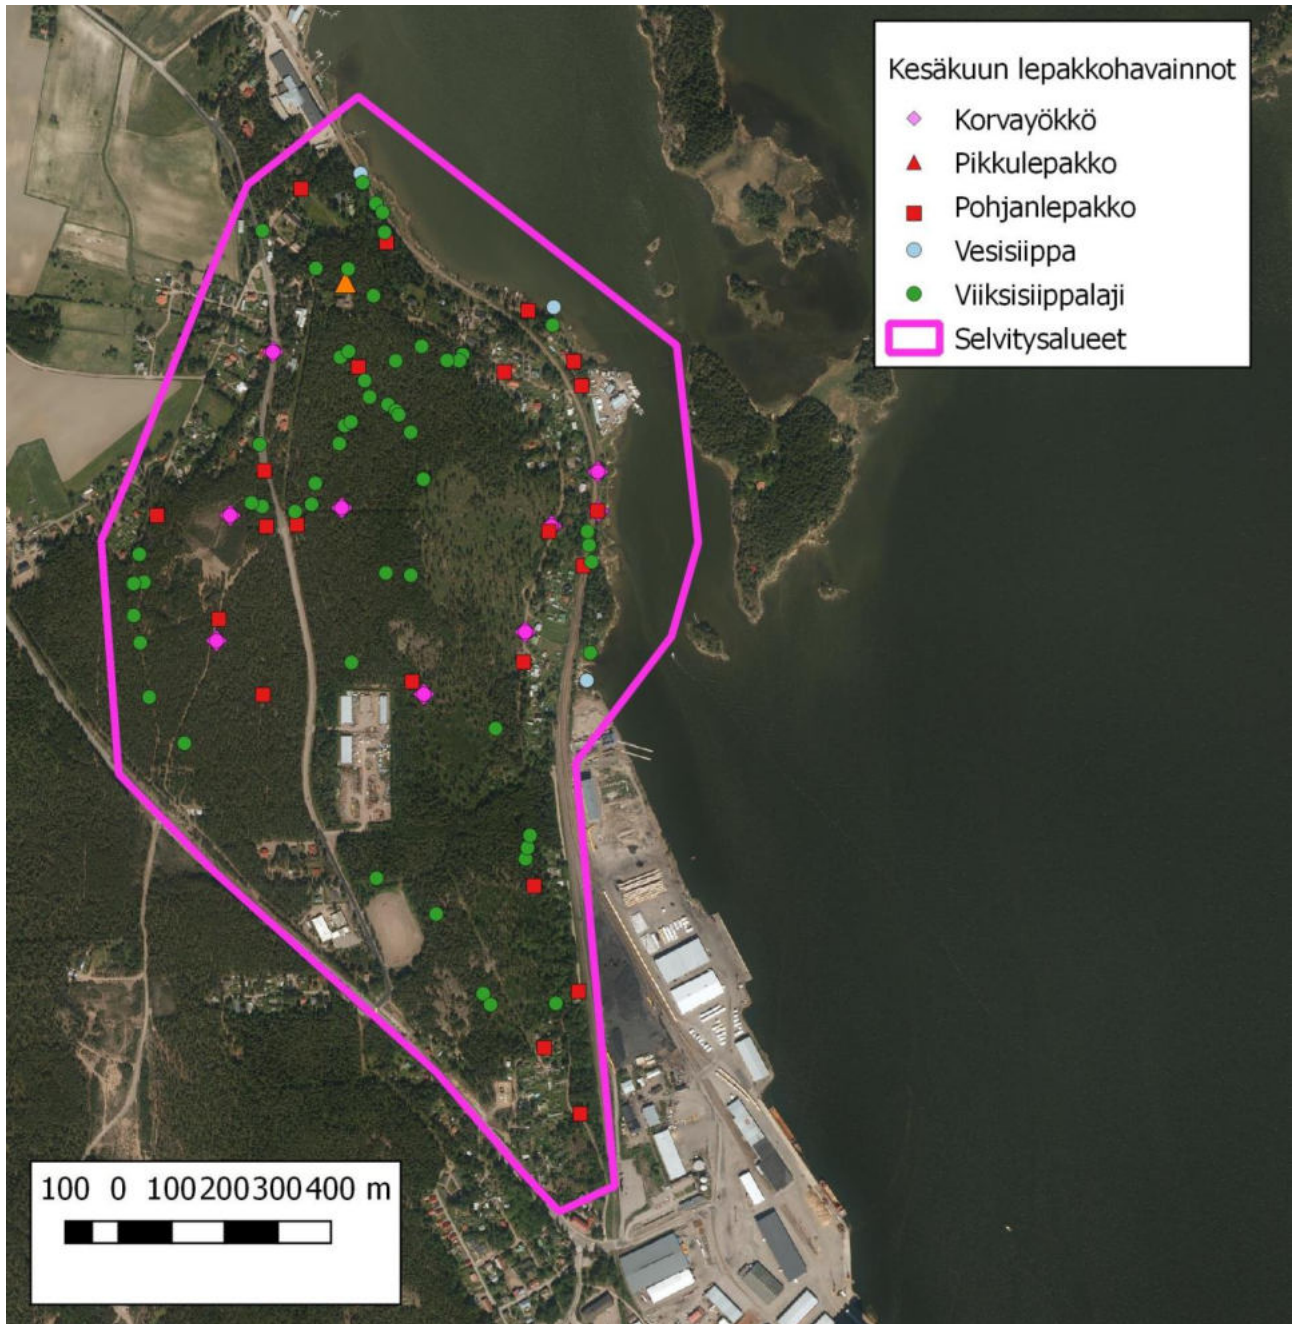 Kesäkuun lepakkohavainnot
Korvayökkö
Pikkulepakko
Pohjanlepakko
Vesisiippa
Viiksisiippalaji
Selvitysalueet
100 0 100 200 300 400 m